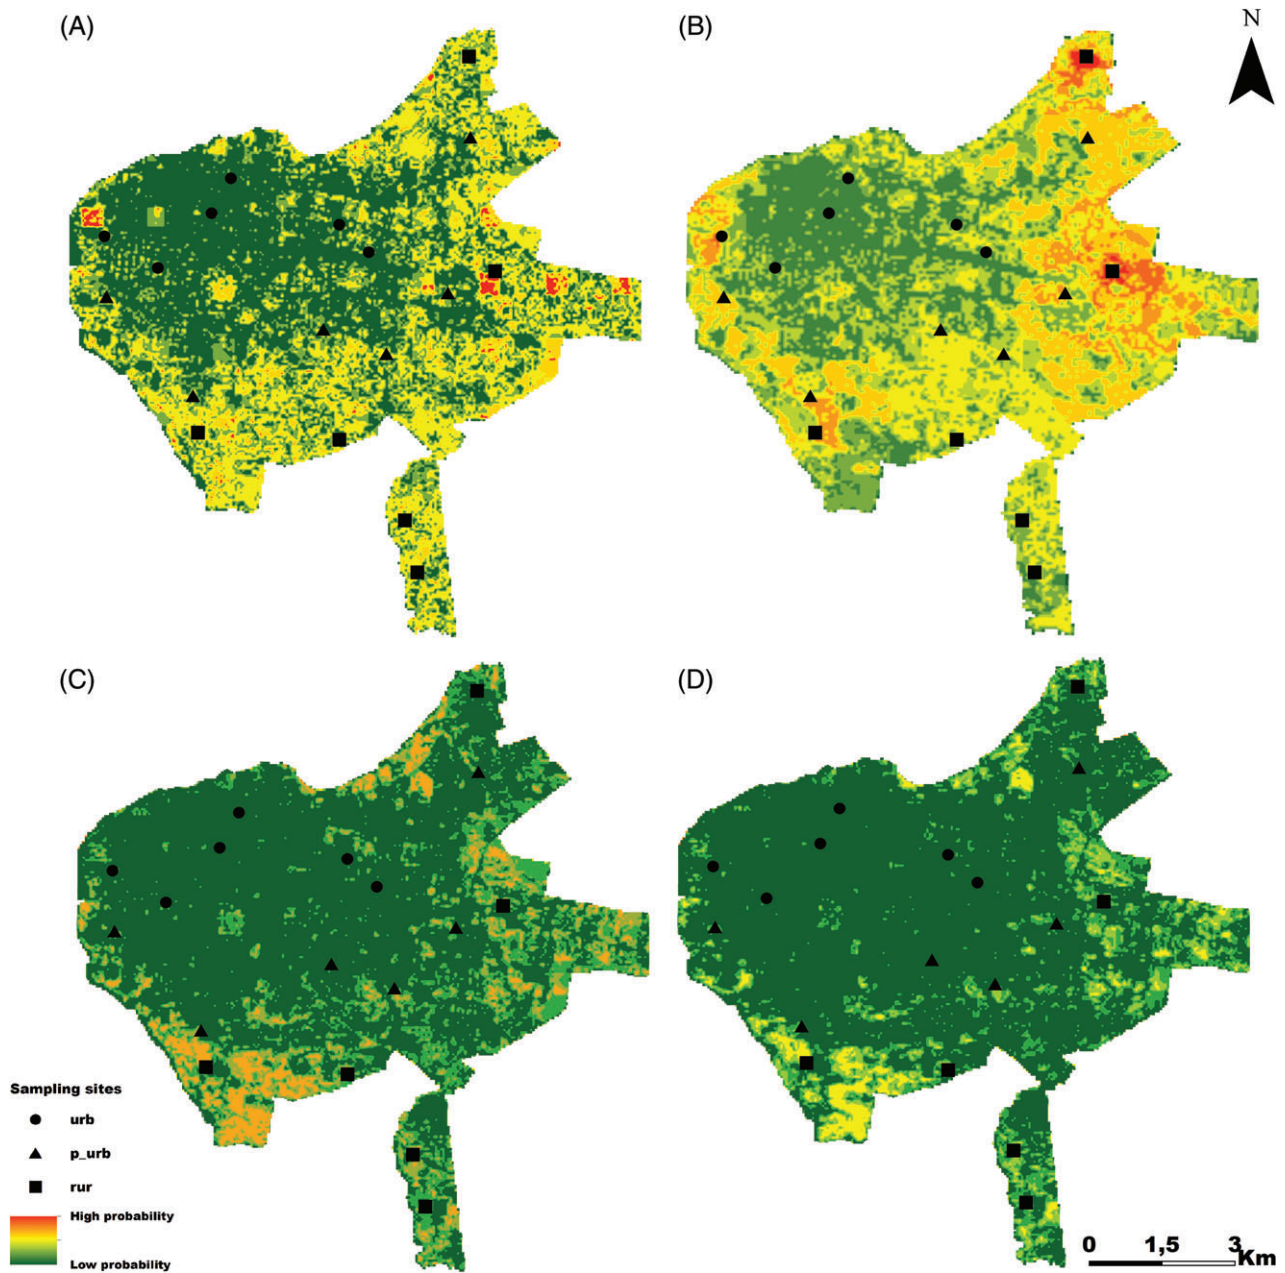 (A)
(B)
N
(C)
(D)
Sampling sites
urb
p_urb
rur
High probability
Low probability
0 1,5 3
Km